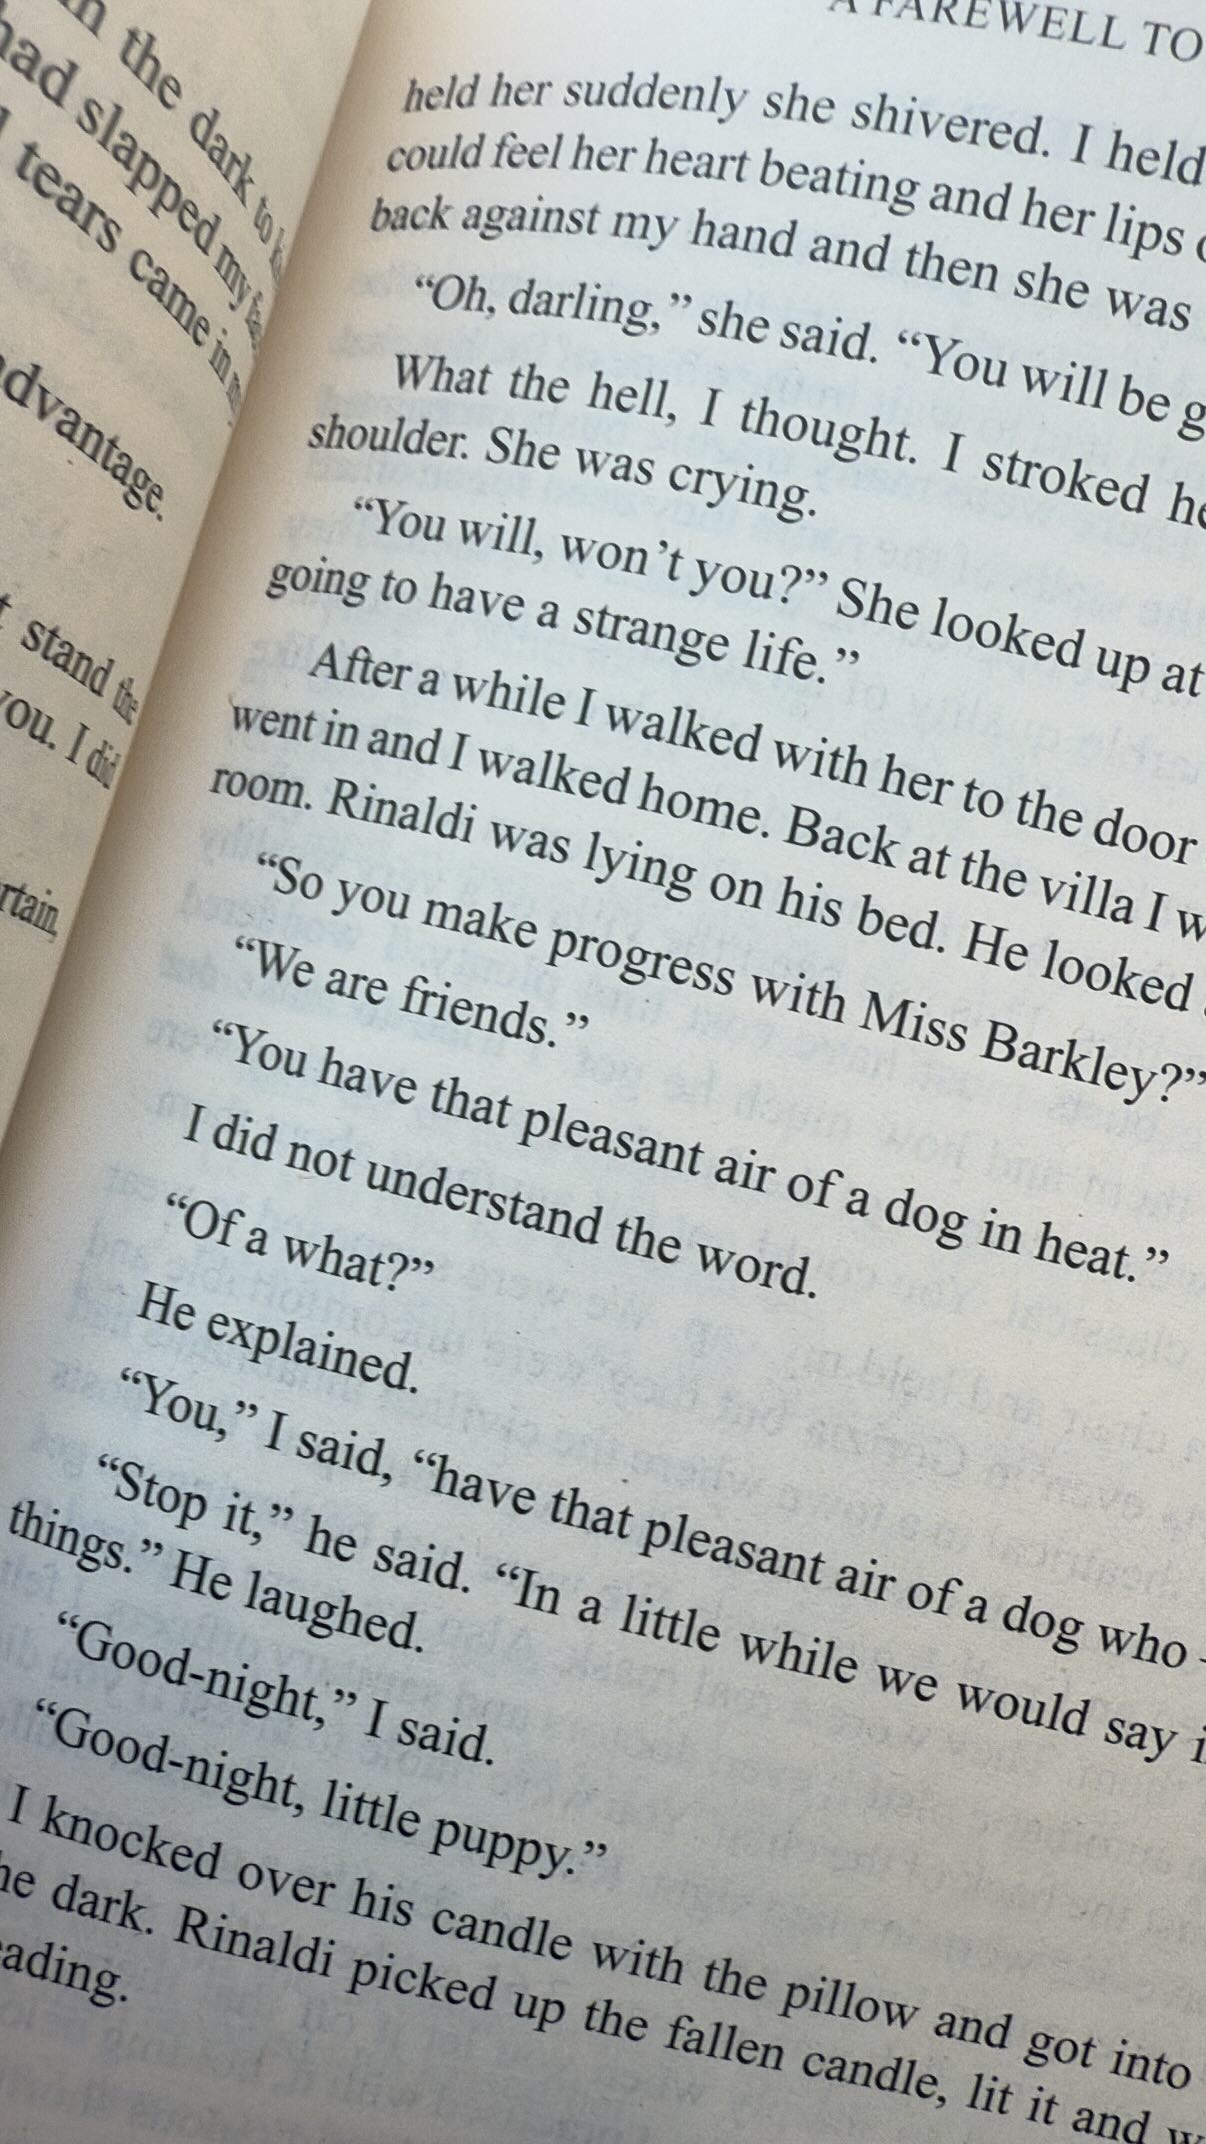 in the dark to
had slapped my
tears came in
advantage.
stand the
you. I did
A FAREWELL TO
held her suddenly she shivered. I held
could feel her heart beating and her lips
back against my hand and then she was
“Oh, darling,” she said. “You will be
What the hell, I thought. I stroked
shoulder. She was crying.
“You will, won’t you?” She looked up at
going to have a strange life.”
After a while I walked with her to the door
went in and I walked home. Back at the villa I
room. Rinaldi was lying on his bed. He looked
“So you make progress with Miss Barkley?”
“We are friends.”
“You have that pleasant air of a dog in heat.”
I did not understand the word.
“Of a what?”
He explained.
“You,” I said, “have that pleasant air of a dog who
“Stop it,” he said. “In a little while we would say
things.” He laughed.
“Good-night,” I said.
“Good-night, little puppy.”
I knocked over his candle with the pillow and got into
dark. Rinaldi picked up the fallen candle, lit it and